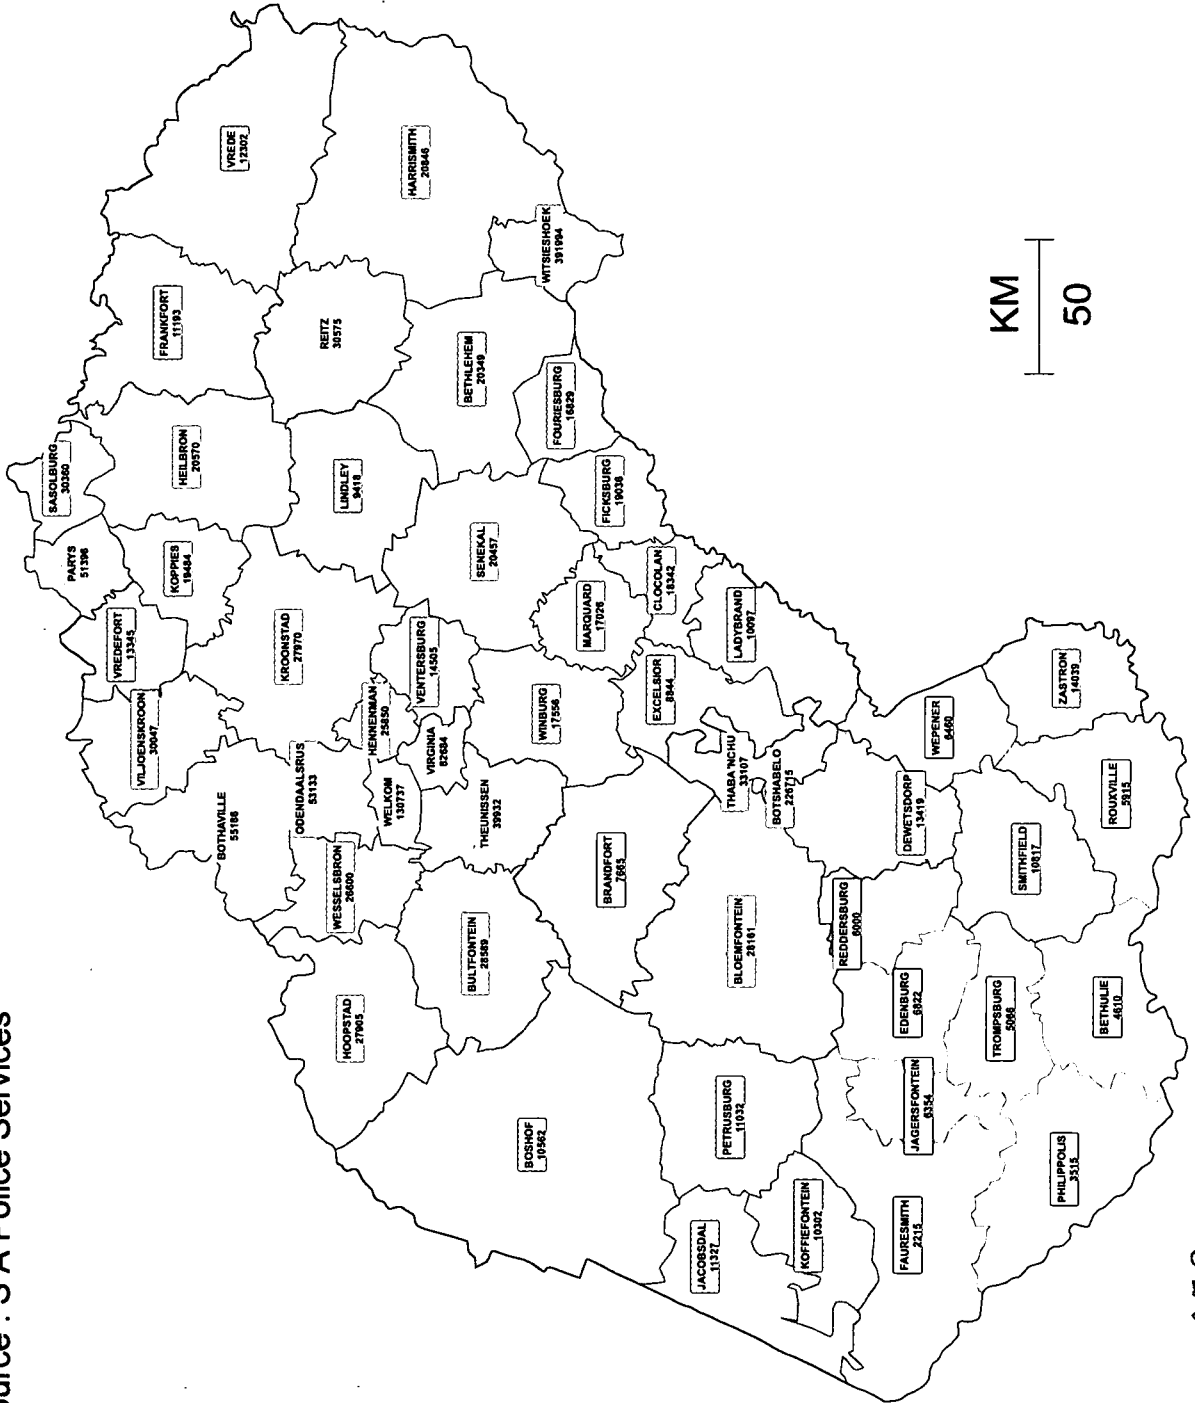 ource : S A Police Services
SASOLBURG
30360
PARYS
51396
VREDEFORT
13345
VILJOENSKROON
30047
FRANKFORT
11193
KOPPIES
19484
HEILBRON
20570
VREDE
12302
BOTHAVILLE
55186
KROONSTAD
27970
ODENDAALSRUS
53133
REITZ
30575
WESSELSBRON
26600
LINDLEY
9418
HOOPSTAD
27905
HENNENMAN
25850
WELKOM
130737
VENTERSBURG
14505
HARRISMITH
20846
VIRGINIA
82684
BETHLEHEM
20349
SENEKAL
20457
THEUNISSEN
39932
BULTFONTEIN
28589
BOSHOF
10562
WINBURG
17556
WITSIESHOEK
391994
FOURIESBURG
16829
MARQUARD
17026
FICKSBURG
19038
BRANDFORT
7665
CLOCOLAN
18342
EXCELSIOR
8844
JACOBSDAL
11327
PETRUSBURG
11032
BLOEMFONTEIN
28161
THABA'NCHU
33107
LADYBRAND
10097
BOTSHABELO
226715
KOFFIEFONTEIN
10302
REDDERSBURG
6000
FAURESMITH
2215
JAGERSFONTEIN
6354
EDENBURG
6822
DEWETSDORP
13419
WEPENER
6460
TROMPSBURG
5066
SMITHFIELD
10817
PHILIPPOLIS
3515
BETHULIE
4610
ROUXVILLE
5915
ZASTRON
14039
KM
50